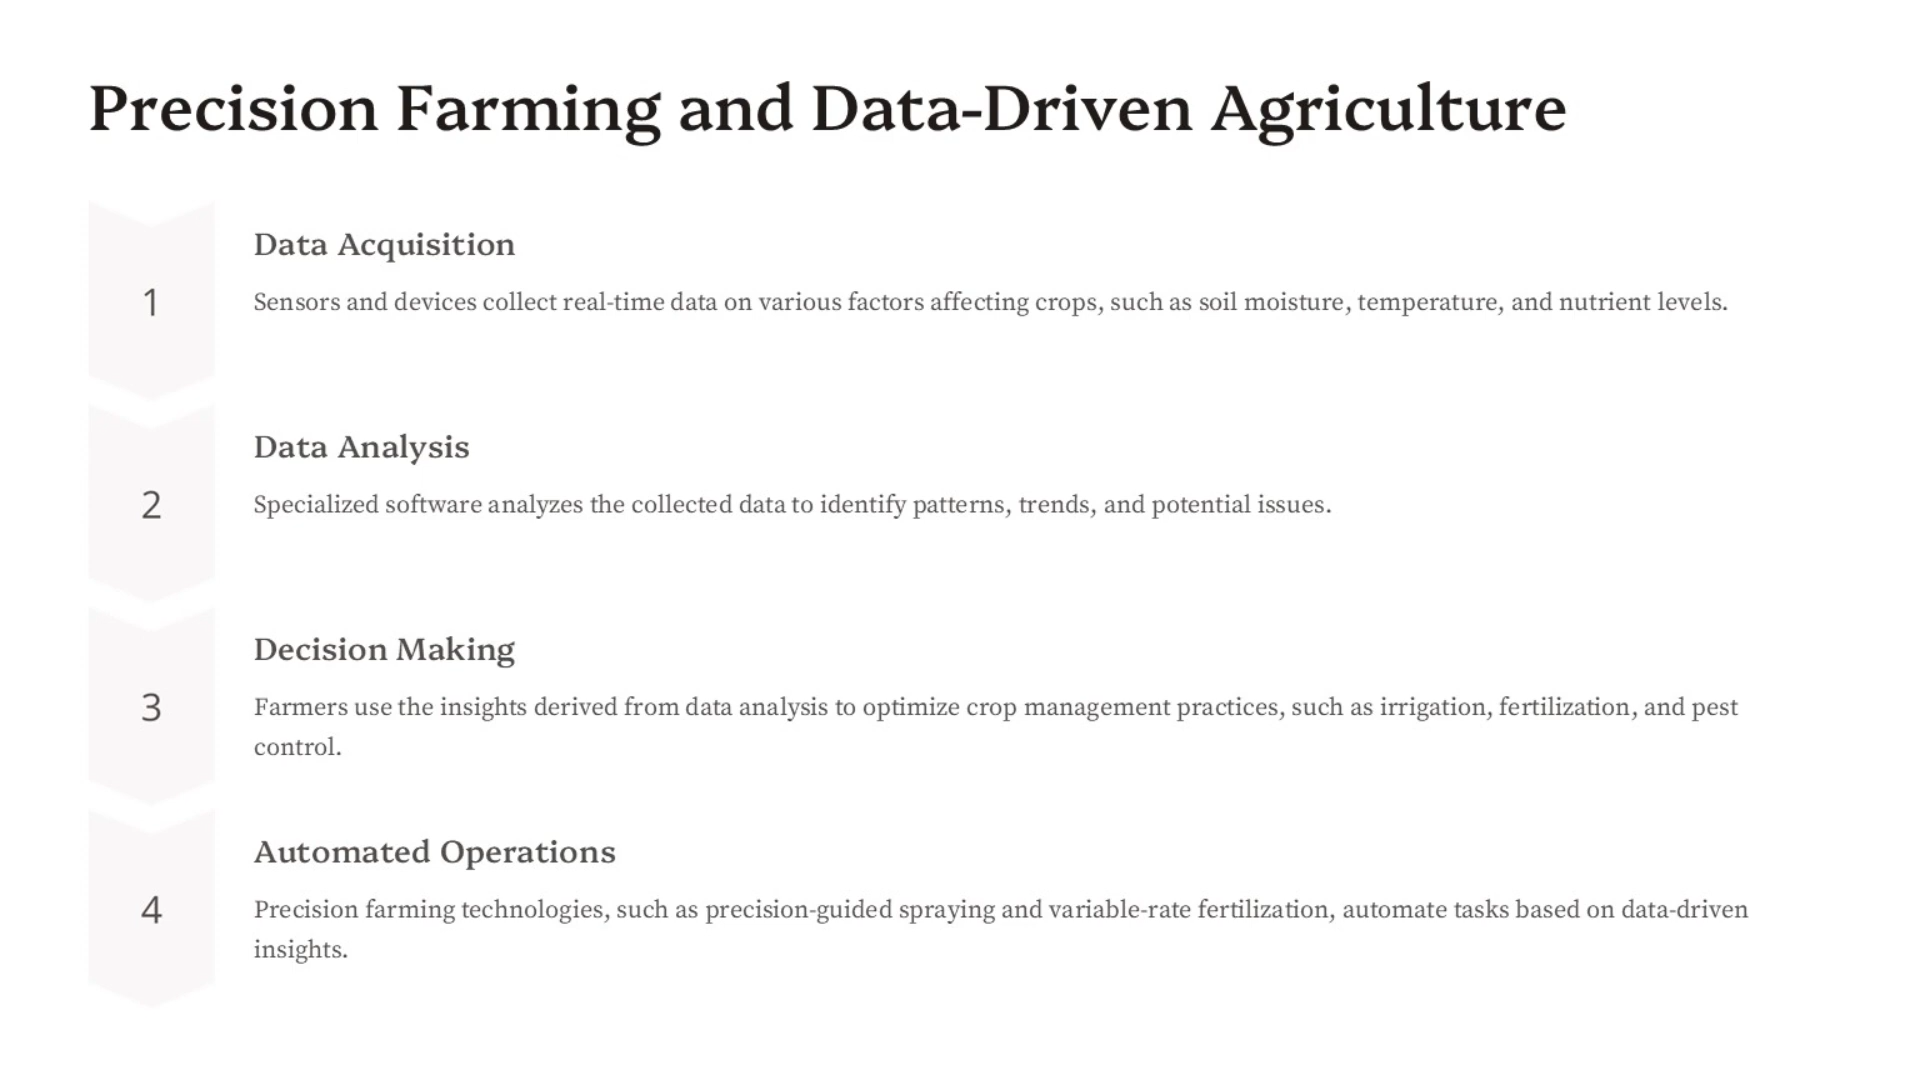 Precision Farming and Data-Driven Agriculture
1
Data Acquisition
Sensors and devices collect real-time data on various factors affecting crops, such as soil moisture, temperature, and nutrient levels.
2
Data Analysis
Specialized software analyzes the collected data to identify patterns, trends, and potential issues.
3
Decision Making
Farmers use the insights derived from data analysis to optimize crop management practices, such as irrigation, fertilization, and pest
control.
4
Automated Operations
Precision farming technologies, such as precision-guided spraying and variable-rate fertilization, automate tasks based on data-driven
insights.